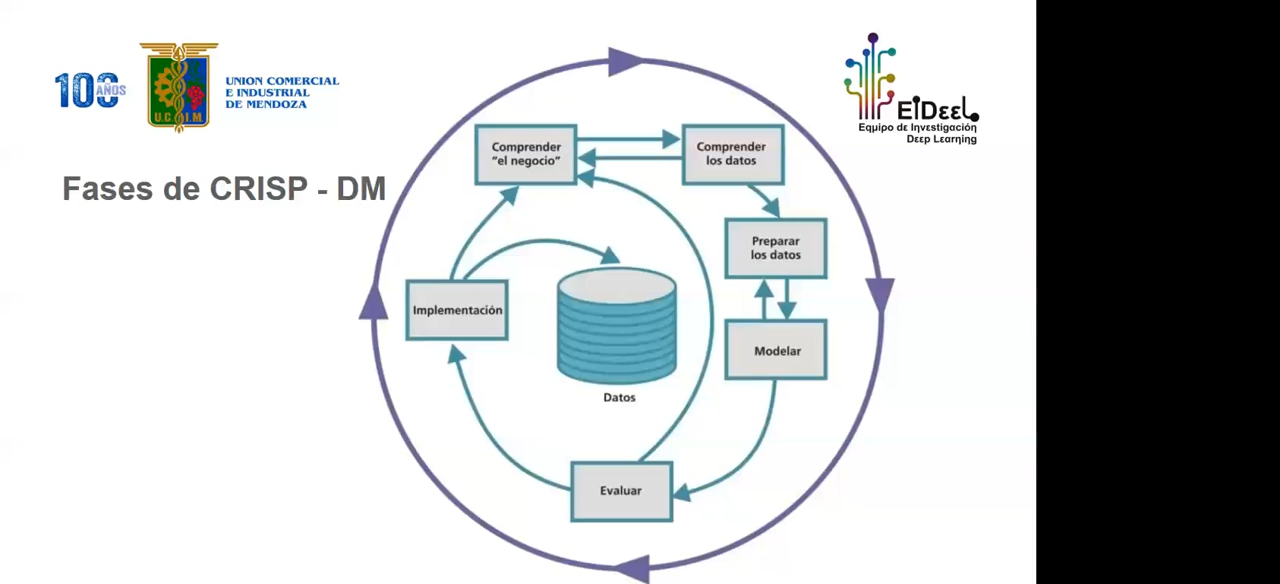 100 AÑOS
U.C.I.M.
UNION COMERCIAL
E INDUSTRIAL
DE MENDOZA
EIDeeL
Equipo de Investigación
Deep Learning
Fases de CRISP - DM
Comprender
“el negocio”
Comprender
los datos
Preparar
los datos
Implementación
Modelar
Datos
Evaluar